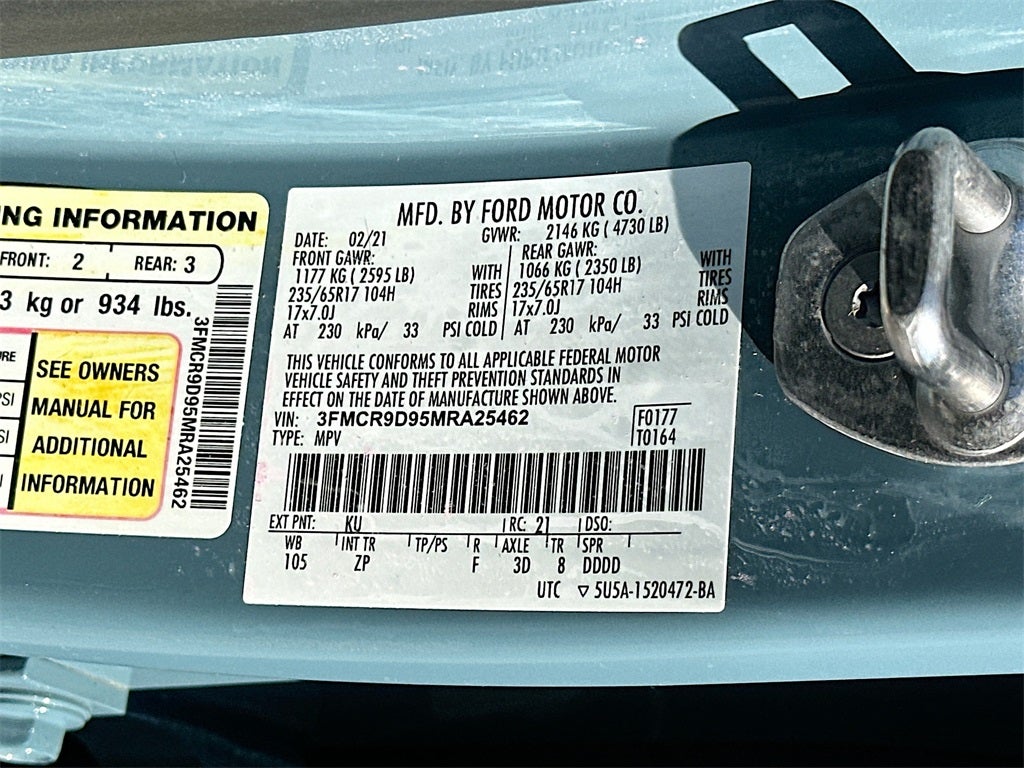 NG INFORMATION
FRONT: 2 REAR: 3
3 kg or 934 lbs.
URE
PSI
SI
SEE OWNERS
MANUAL FOR
ADDITIONAL
INFORMATION
3FMCR9D95MRA25462
MFD. BY FORD MOTOR CO.
DATE: 02/21 GVWR: 2146 KG ( 4730 LB)
FRONT GAWR: REAR GAWR:
1177 KG ( 2595 LB) WITH 1066 KG ( 2350 LB) WITH
235/65R17 104H TIRES 235/65R17 104H TIRES
17x7.0J RIMS 17x7.0J RIMS
AT 230 kPa/ 33 PSI COLD AT 230 kPa/ 33 PSI COLD
THIS VEHICLE CONFORMS TO ALL APPLICABLE FEDERAL MOTOR
VEHICLE SAFETY AND THEFT PREVENTION STANDARDS IN
EFFECT ON THE DATE OF MANUFACTURE SHOWN ABOVE.
VIN: 3FMCR9D95MRA25462 F0177
TYPE: MPV T0164
EXT PNT: KU RC: 21 DSO:
WB INT TR TP/PS R AXLE TR SPR
105 ZP F 3D 8 DDDD
UTC ▽ 5U5A-1520472-BA